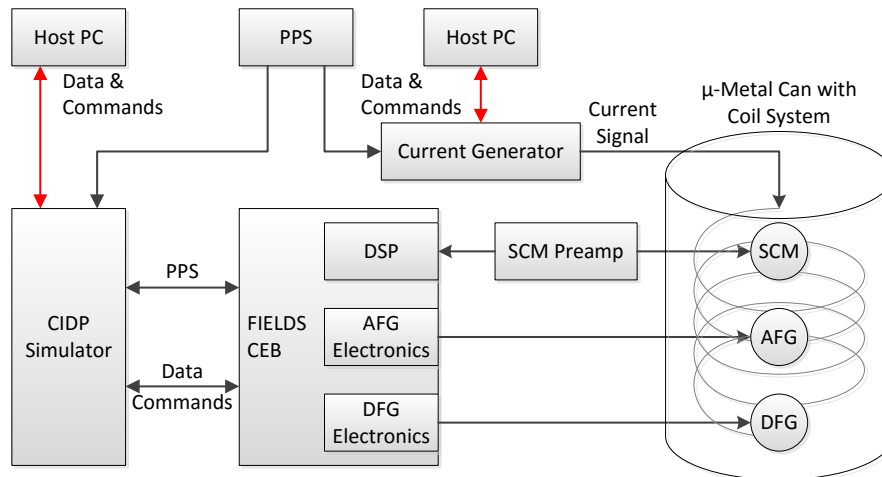 Host PC
PPS
Host PC
Data &
Commands
Data &
Commands
Current
Signal
μ-Metal Can with
Coil System
Current Generator
DSP
SCM Preamp
SCM
PPS
CIDP
Simulator
FIELDS
CEB
AFG
Electronics
AFG
Data
Commands
DFG
Electronics
DFG